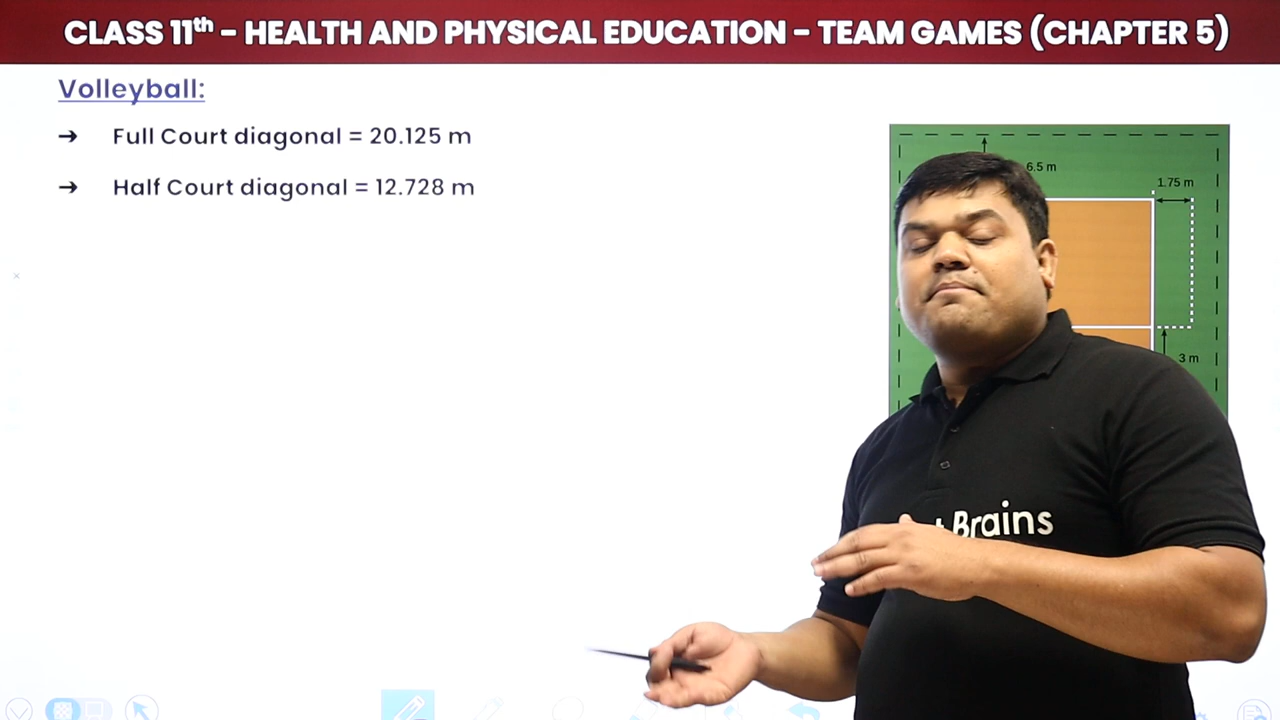 CLASS 11th – HEALTH AND PHYSICAL EDUCATION – TEAM GAMES (CHAPTER 5)
Volleyball:
➔ Full Court diagonal = 20.125 m
➔ Half Court diagonal = 12.728 m
6.5 m
1.75 m
3 m
Brains